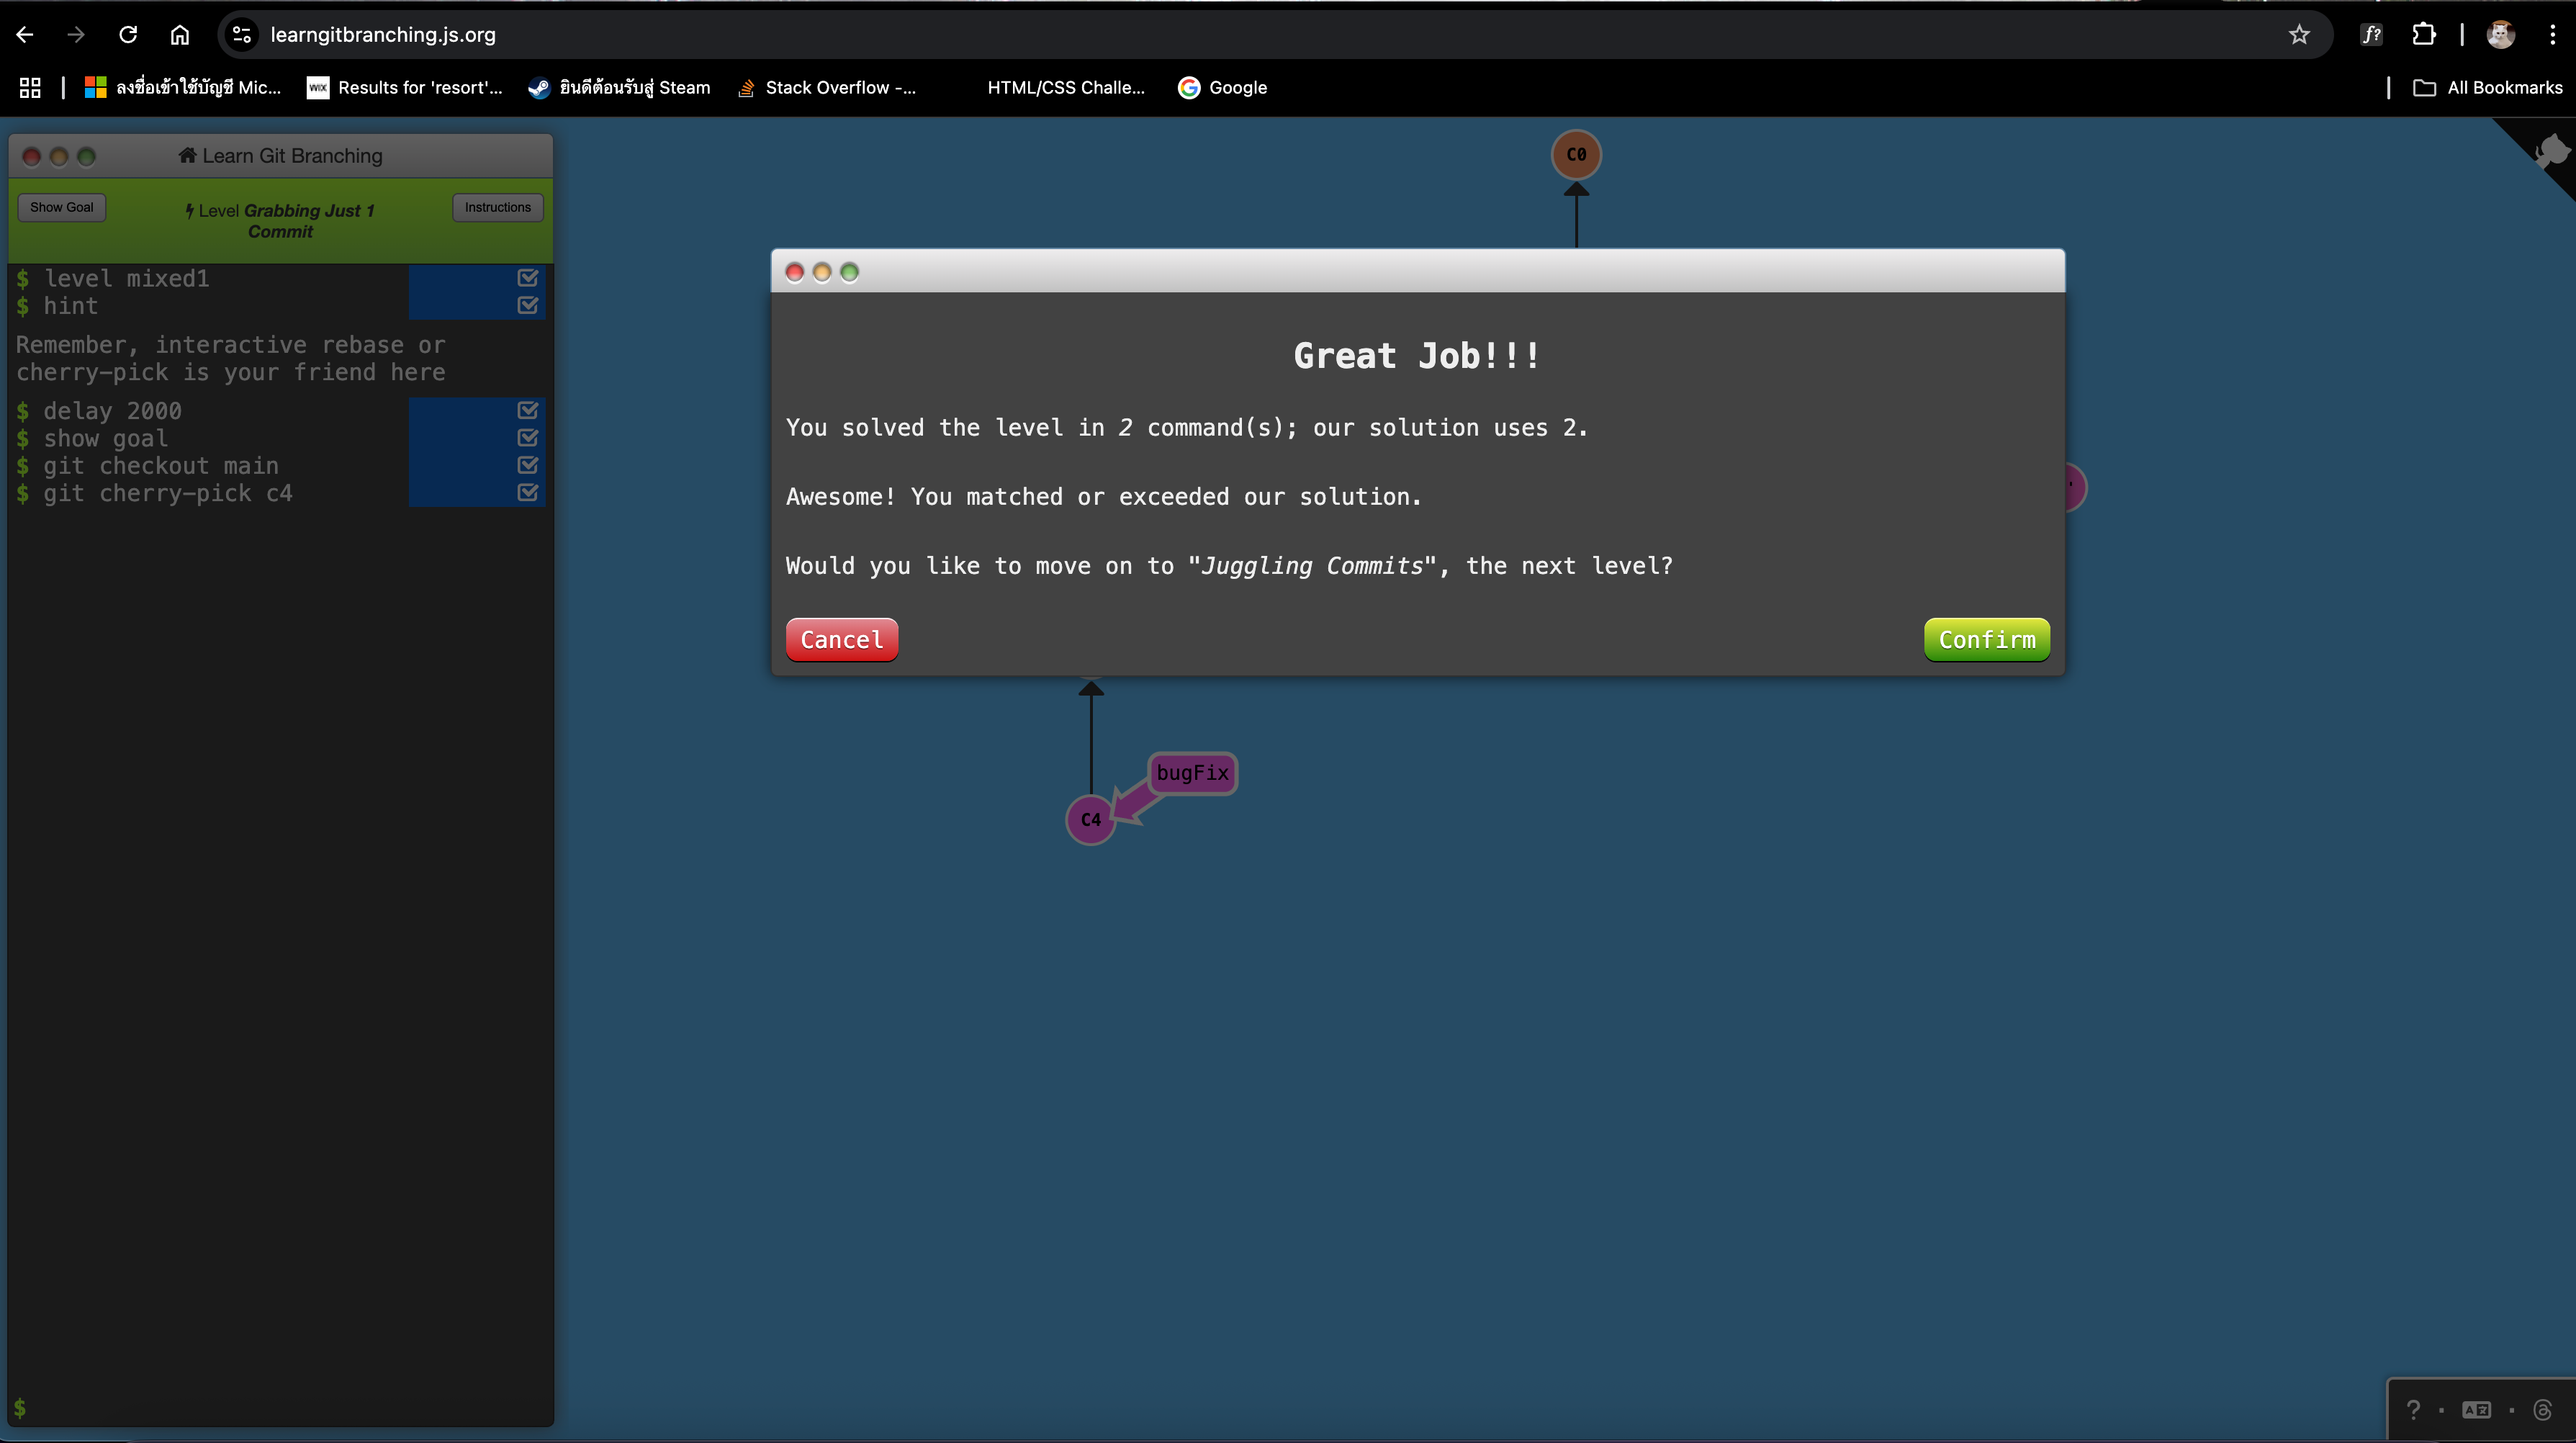 learngitbranching.js.org
f?
ลงชื่อเข้าใช้บัญชี Mic...
WIX
Results for 'resort'...
ยินดีต้อนรับสู่ Steam
Stack Overflow -...
HTML/CSS Challe...
Google
All Bookmarks
Learn Git Branching
Show Goal
Level Grabbing Just 1
Commit
Instructions
$ level mixed1
$ hint
Remember, interactive rebase or
cherry-pick is your friend here
$ delay 2000
$ show goal
$ git checkout main
$ git cherry-pick c4
$
C0
Great Job!!!
You solved the level in 2 command(s); our solution uses 2.
Awesome! You matched or exceeded our solution.
Would you like to move on to "Juggling Commits", the next level?
Cancel
Confirm
bugFix
C4
?